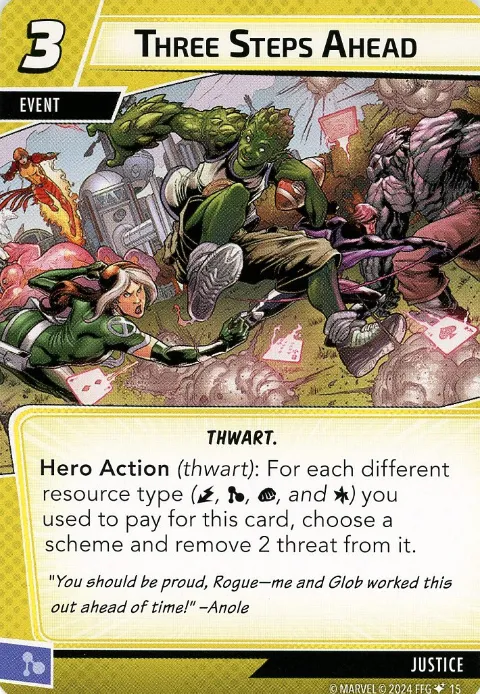 3
THREE STEPS AHEAD
EVENT
THWART.
Hero Action (thwart): For each different
resource type (, , , and ) you
used to pay for this card, choose a
scheme and remove 2 threat from it.
"You should be proud, Rogue—me and Glob worked this
out ahead of time!" –Anole
JUSTICE
© MARVEL © 2024 FFG 15